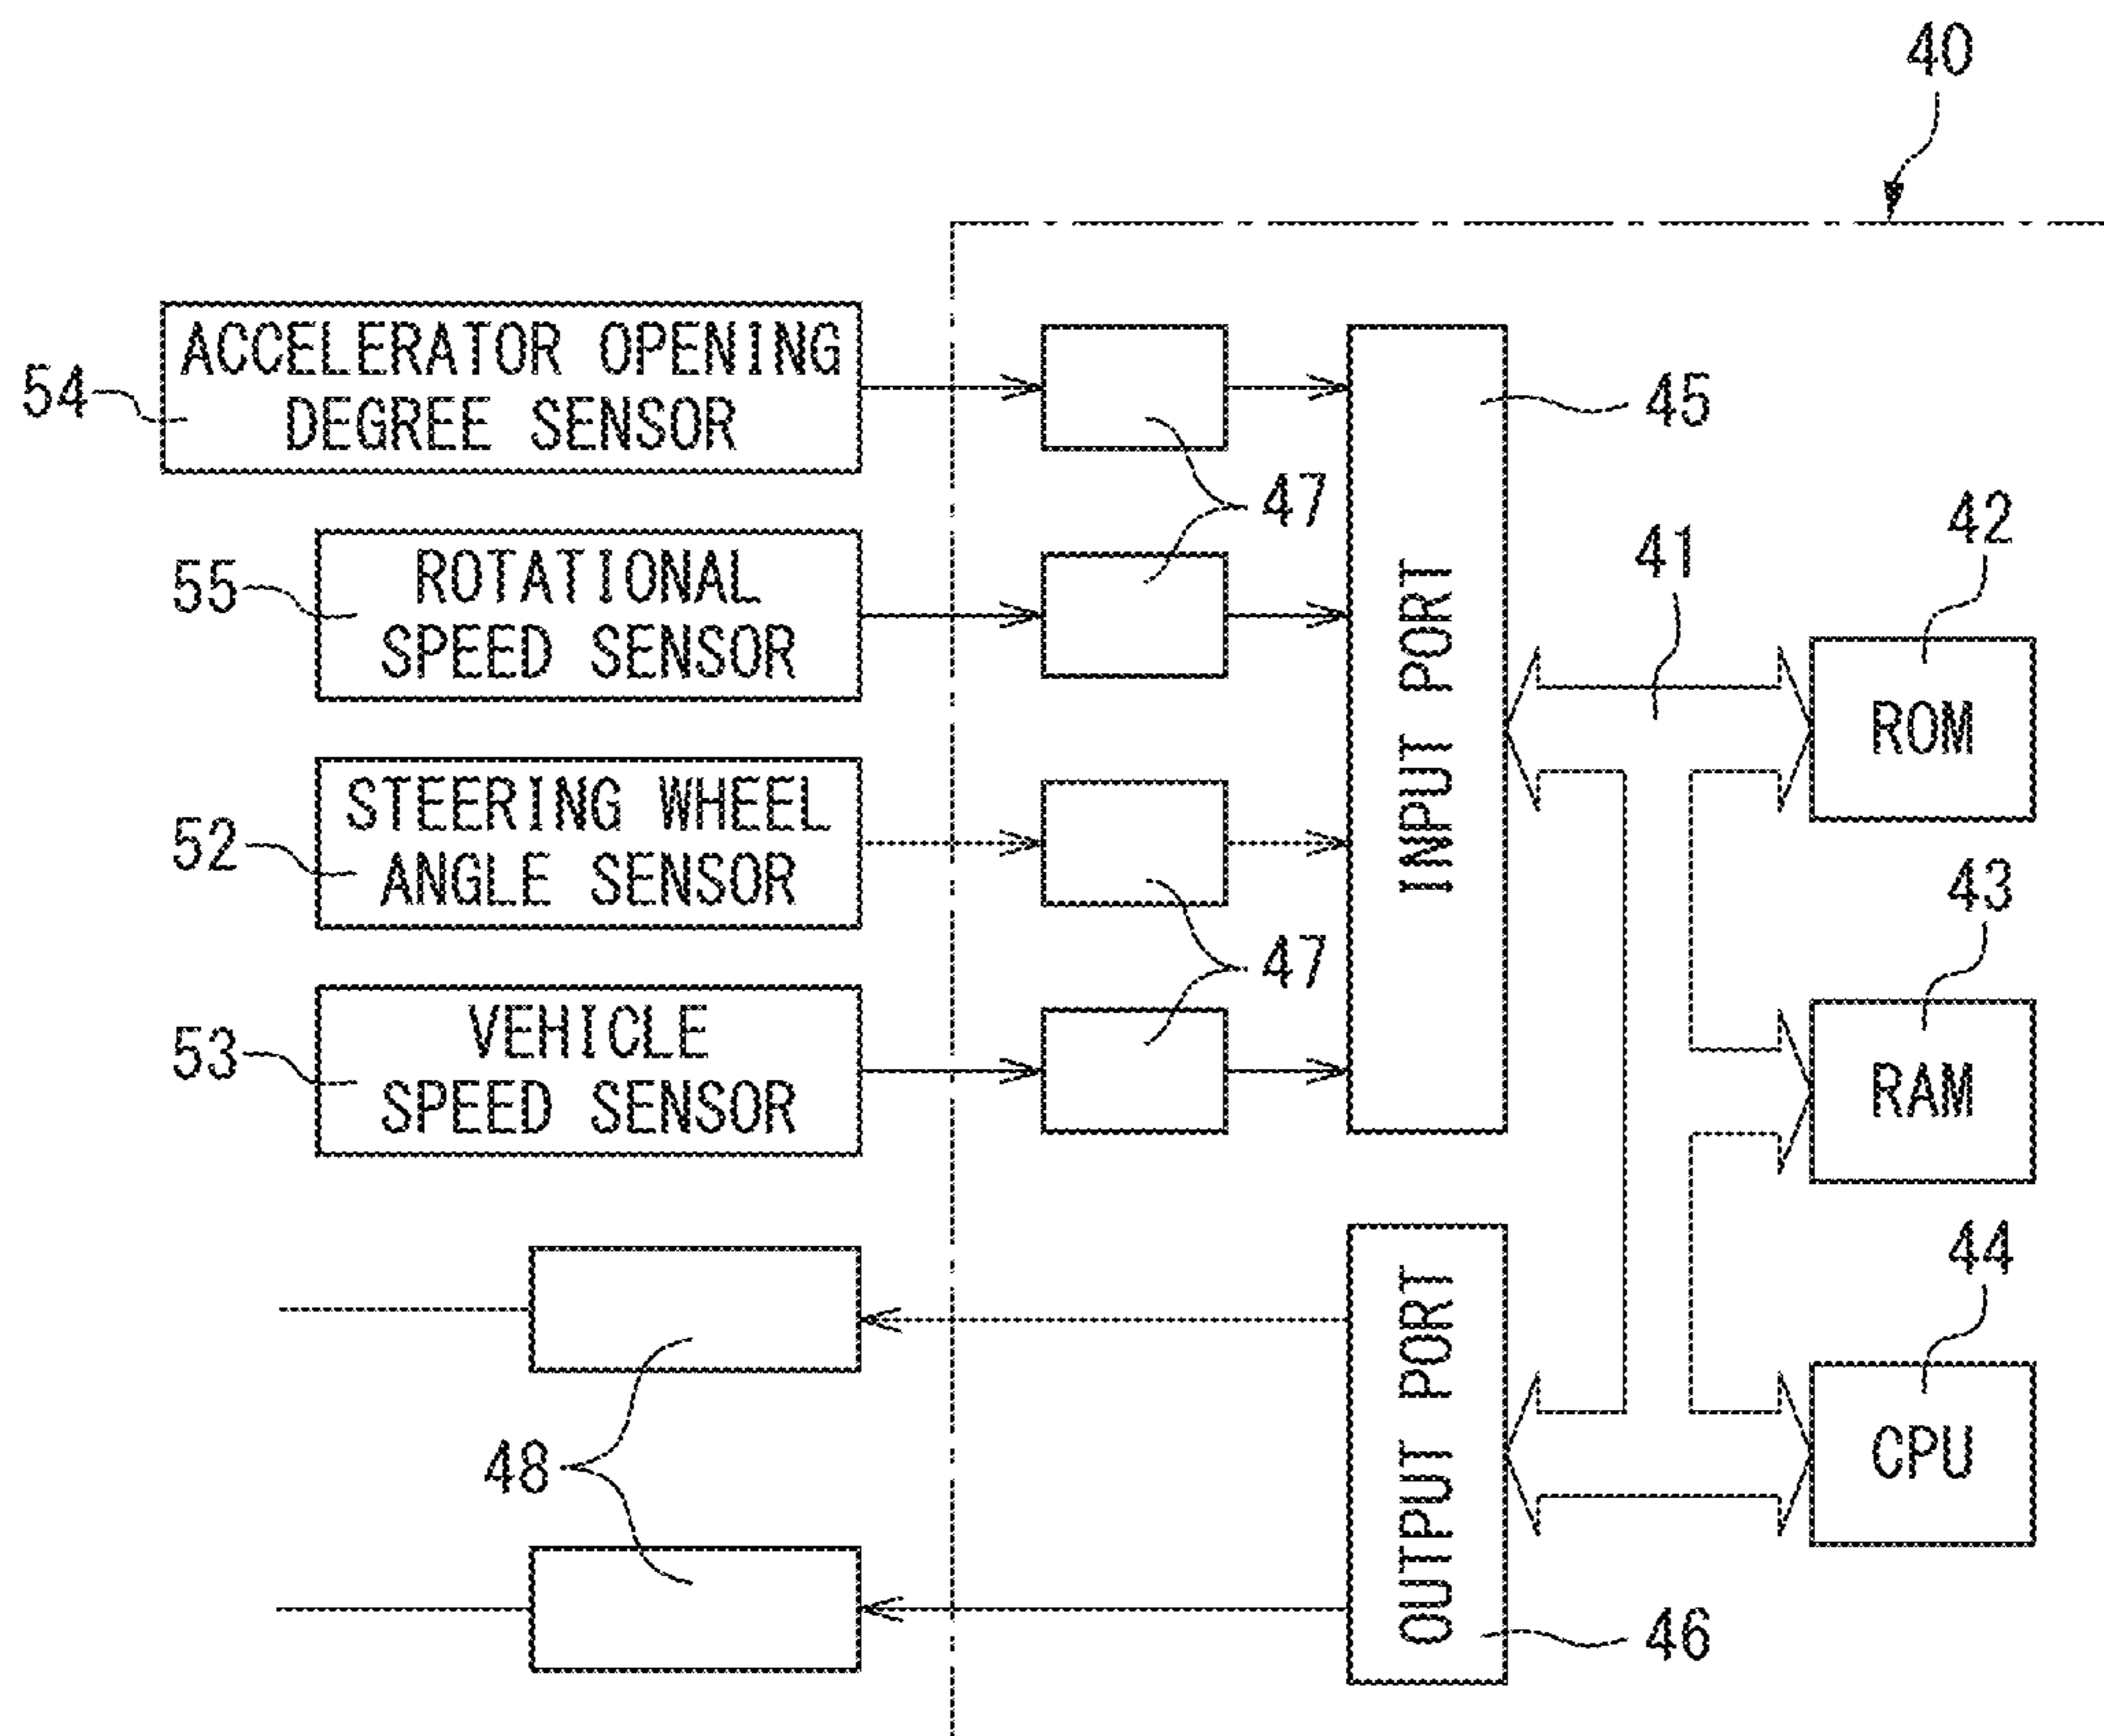 40
ACCELERATOR OPENING
DEGREE SENSOR
54
45
47
42
41
ROTATIONAL
SPEED SENSOR
55
INPUT PORT
ROM
STEERING WHEEL
ANGLE SENSOR
52
43
47
VEHICLE
SPEED SENSOR
53
RAM
44
48
OUTPUT PORT
CPU
46